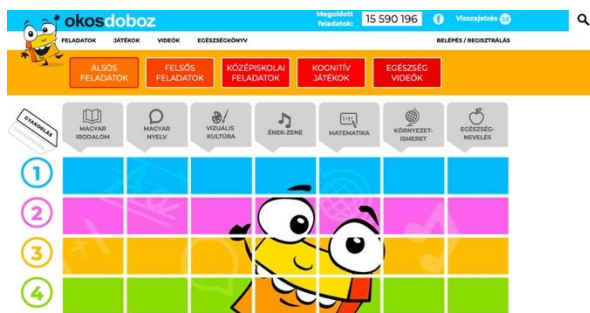 okosdoboz
Megoldott
feladatok:
15 590 196
Visszajelzés
FELADATOK JÁTÉKOK VIDEÓK EGÉSZSÉGKÖNYV
BELÉPÉS / REGISZTRÁLÁS
ALSÓS
FELADATOK
FELSŐS
FELADATOK
KÖZÉPISKOLAI
FELADATOK
KOGNITÍV
JÁTÉKOK
EGÉSZSÉG
VIDEÓK
GYAKORLÁS
MAGYAR
IRODALOM
MAGYAR
NYELV
VIZUÁLIS
KULTÚRA
ÉNEK-ZENE
MATEMATIKA
KÖRNYEZET-
ISMERET
EGÉSZSÉG-
NEVELÉS
1
2
3
4